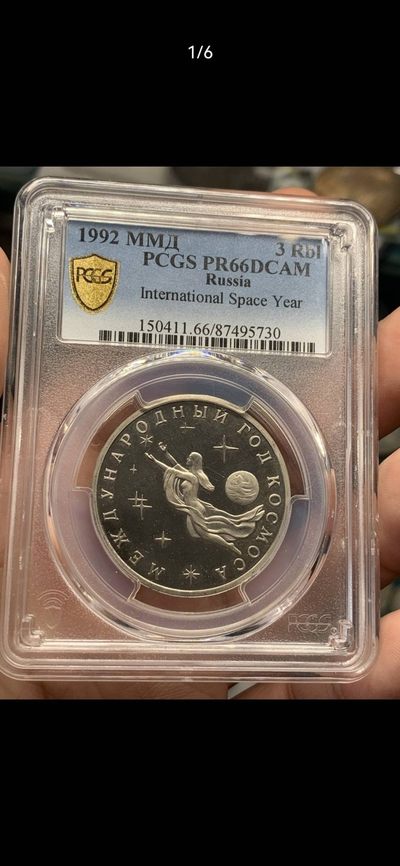 1/6
1992 ММД
3 Rbl
PCGS PR66DCAM
Russia
International Space Year
150411.66/87495730
PCGS
МЕЖДУНАРОДНЫЙ ГОД КОСМОСА
PCGS